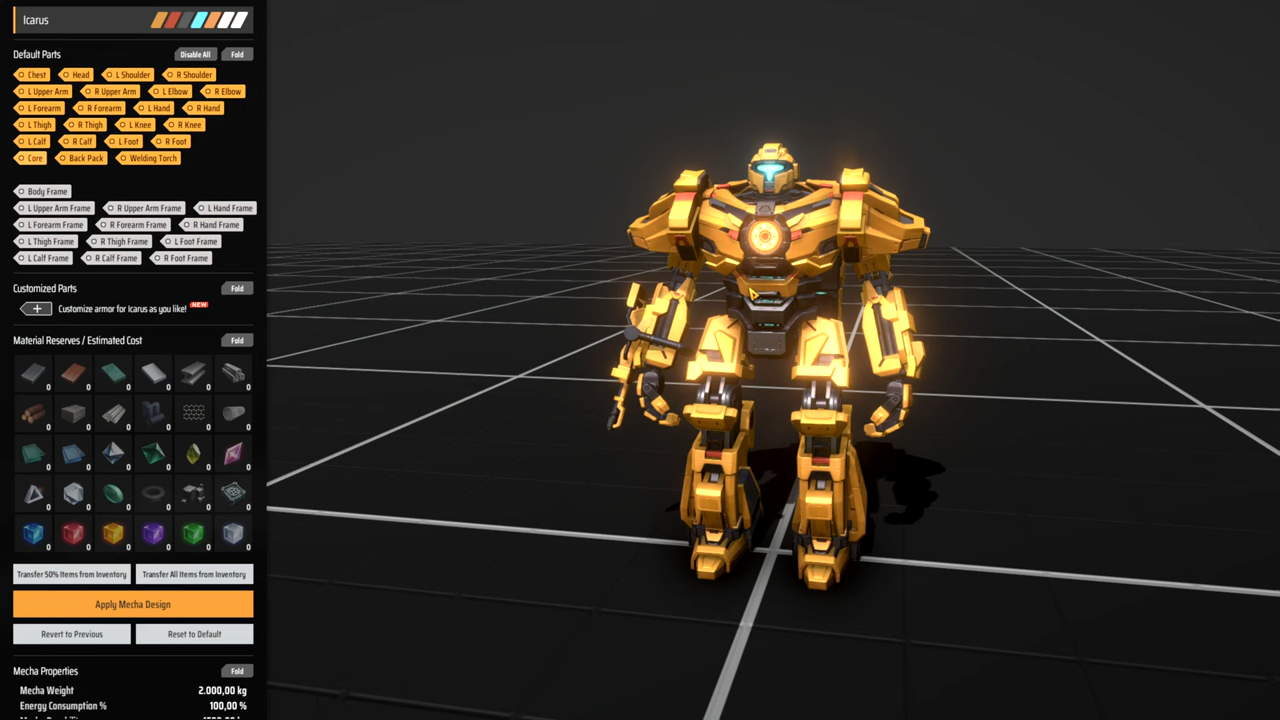 Icarus
Default Parts Disable All Fold
Chest Head L Shoulder R Shoulder
L Upper Arm R Upper Arm L Elbow R Elbow
L Forearm R Forearm L Hand R Hand
L Thigh R Thigh L Knee R Knee
L Calf R Calf L Foot R Foot
Core Back Pack Welding Torch
Body Frame
L Upper Arm Frame R Upper Arm Frame L Hand Frame
L Forearm Frame R Forearm Frame R Hand Frame
L Thigh Frame R Thigh Frame L Foot Frame
L Calf Frame R Calf Frame R Foot Frame
Customized Parts Fold
+ Customize armor for Icarus as you like! NEW
Material Reserves / Estimated Cost Fold
0 0 0 0 0 0
0 0 0 0 0 0
0 0 0 0 0 0
0 0 0 0 0 0
0 0 0 0 0 0
Transfer 50% Items from Inventory Transfer All Items from Inventory
Apply Mecha Design
Revert to Previous Reset to Default
Mecha Properties Fold
Mecha Weight 2.000,00 kg
Energy Consumption % 100,00 %